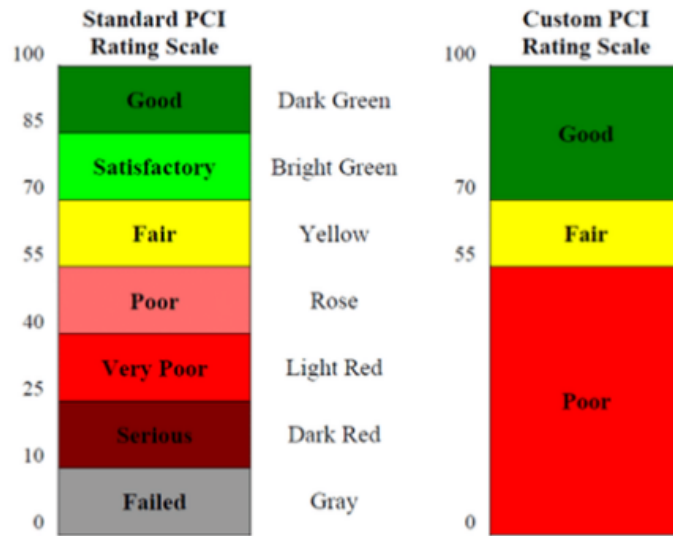 Standard PCI
Rating Scale
100
Good
Dark Green
85
Satisfactory
Bright Green
70
Fair
Yellow
55
Poor
Rose
40
Very Poor
Light Red
25
Serious
Dark Red
10
Failed
Gray
0
Custom PCI
Rating Scale
100
Good
70
Fair
55
Poor
0